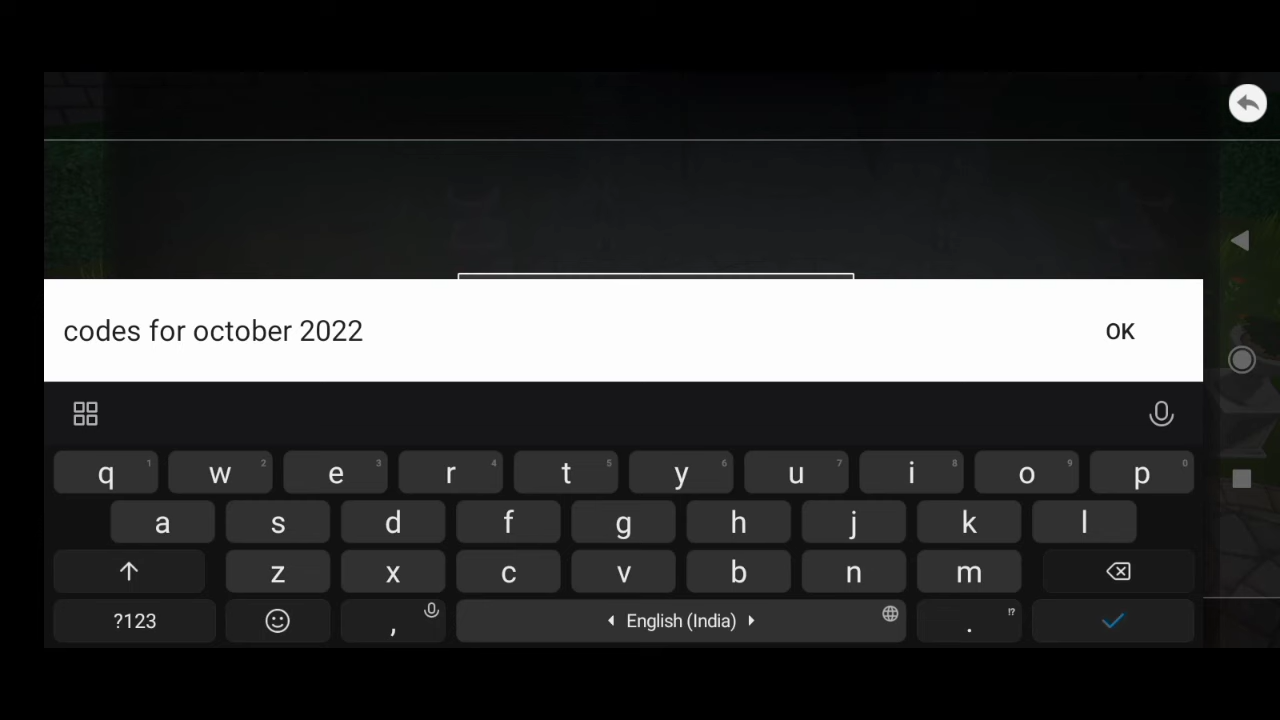 codes for october 2022 OK
q 1 w 2 e 3 r 4 t 5 y 6 u 7 i 8 o 9 p 0
a s d f g h j k l
z x c v b n m
?123 , English (India) . !?